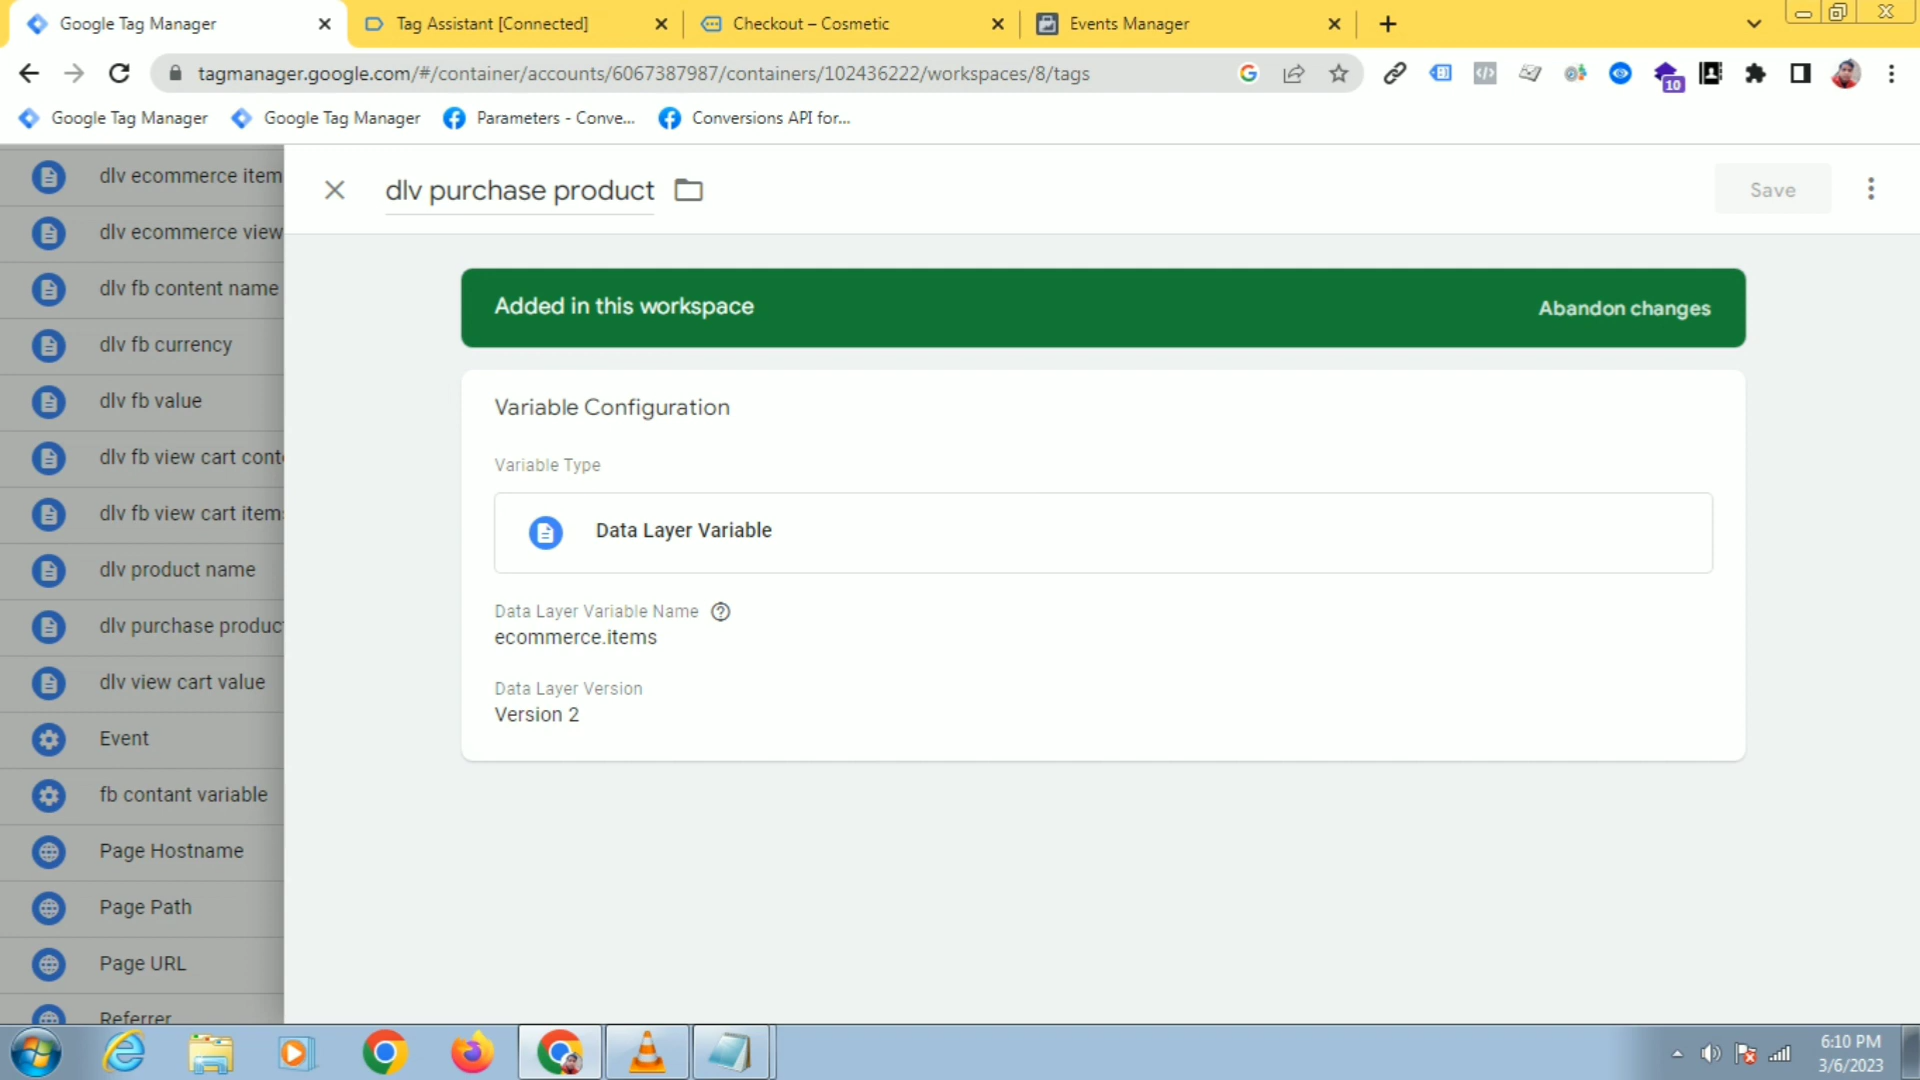 Google Tag Manager
Tag Assistant [Connected]
Checkout – Cosmetic
Events Manager
tagmanager.google.com/#/container/accounts/6067387987/containers/102436222/workspaces/8/tags
10
Google Tag Manager
Google Tag Manager
Parameters - Conve...
Conversions API for...
dlv ecommerce item
dlv ecommerce view
dlv fb content name
dlv fb currency
dlv fb value
dlv fb view cart cont
dlv fb view cart item
dlv product name
dlv purchase produc
dlv view cart value
Event
fb contant variable
Page Hostname
Page Path
Page URL
Referrer
dlv purchase product
Save
Added in this workspace
Abandon changes
Variable Configuration
Variable Type
Data Layer Variable
Data Layer Variable Name
ecommerce.items
Data Layer Version
Version 2
6:10 PM
3/6/2023